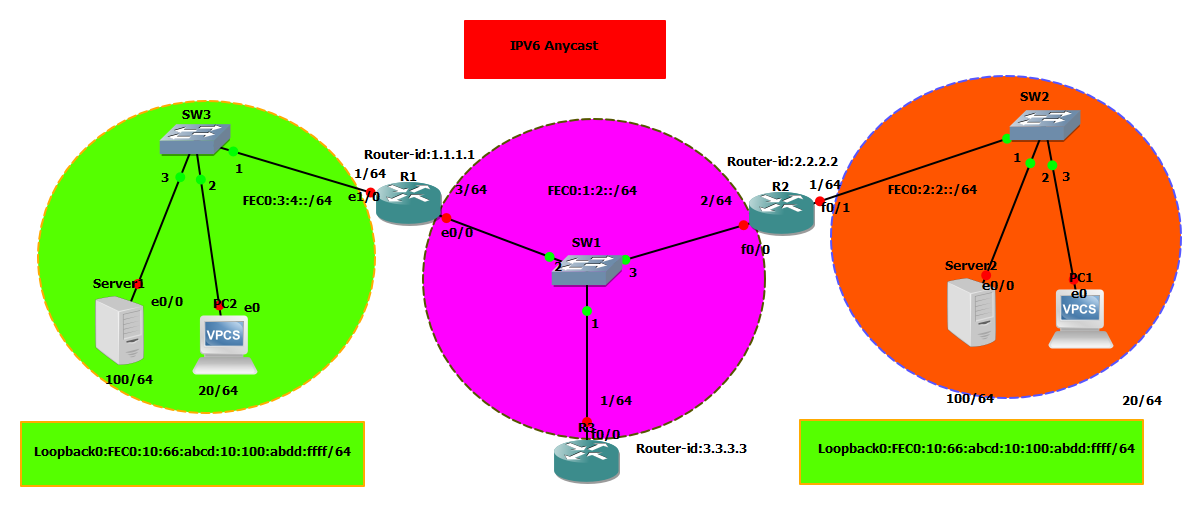 IPV6 Anycast
SW3
SW2
Router-id:1.1.1.1
Router-id:2.2.2.2
1
3
2
1/64
R1
3/64
FEC0:1:2::/64
R2
1/64
FEC0:2:2::/64
1
2
3
FEC0:3:4::/64
e1/0
2/64
f0/1
e0/0
SW1
f0/0
2
3
Server1
Server2
PC1
e0/0
PC2
e0
e0/0
e0
VPCS
VPCS
1
100/64
20/64
1/64
100/64
20/64
R3
f0/0
Router-id:3.3.3.3
Loopback0:FEC0:10:66:abcd:10:100:abdd:ffff/64
Loopback0:FEC0:10:66:abcd:10:100:abdd:ffff/64